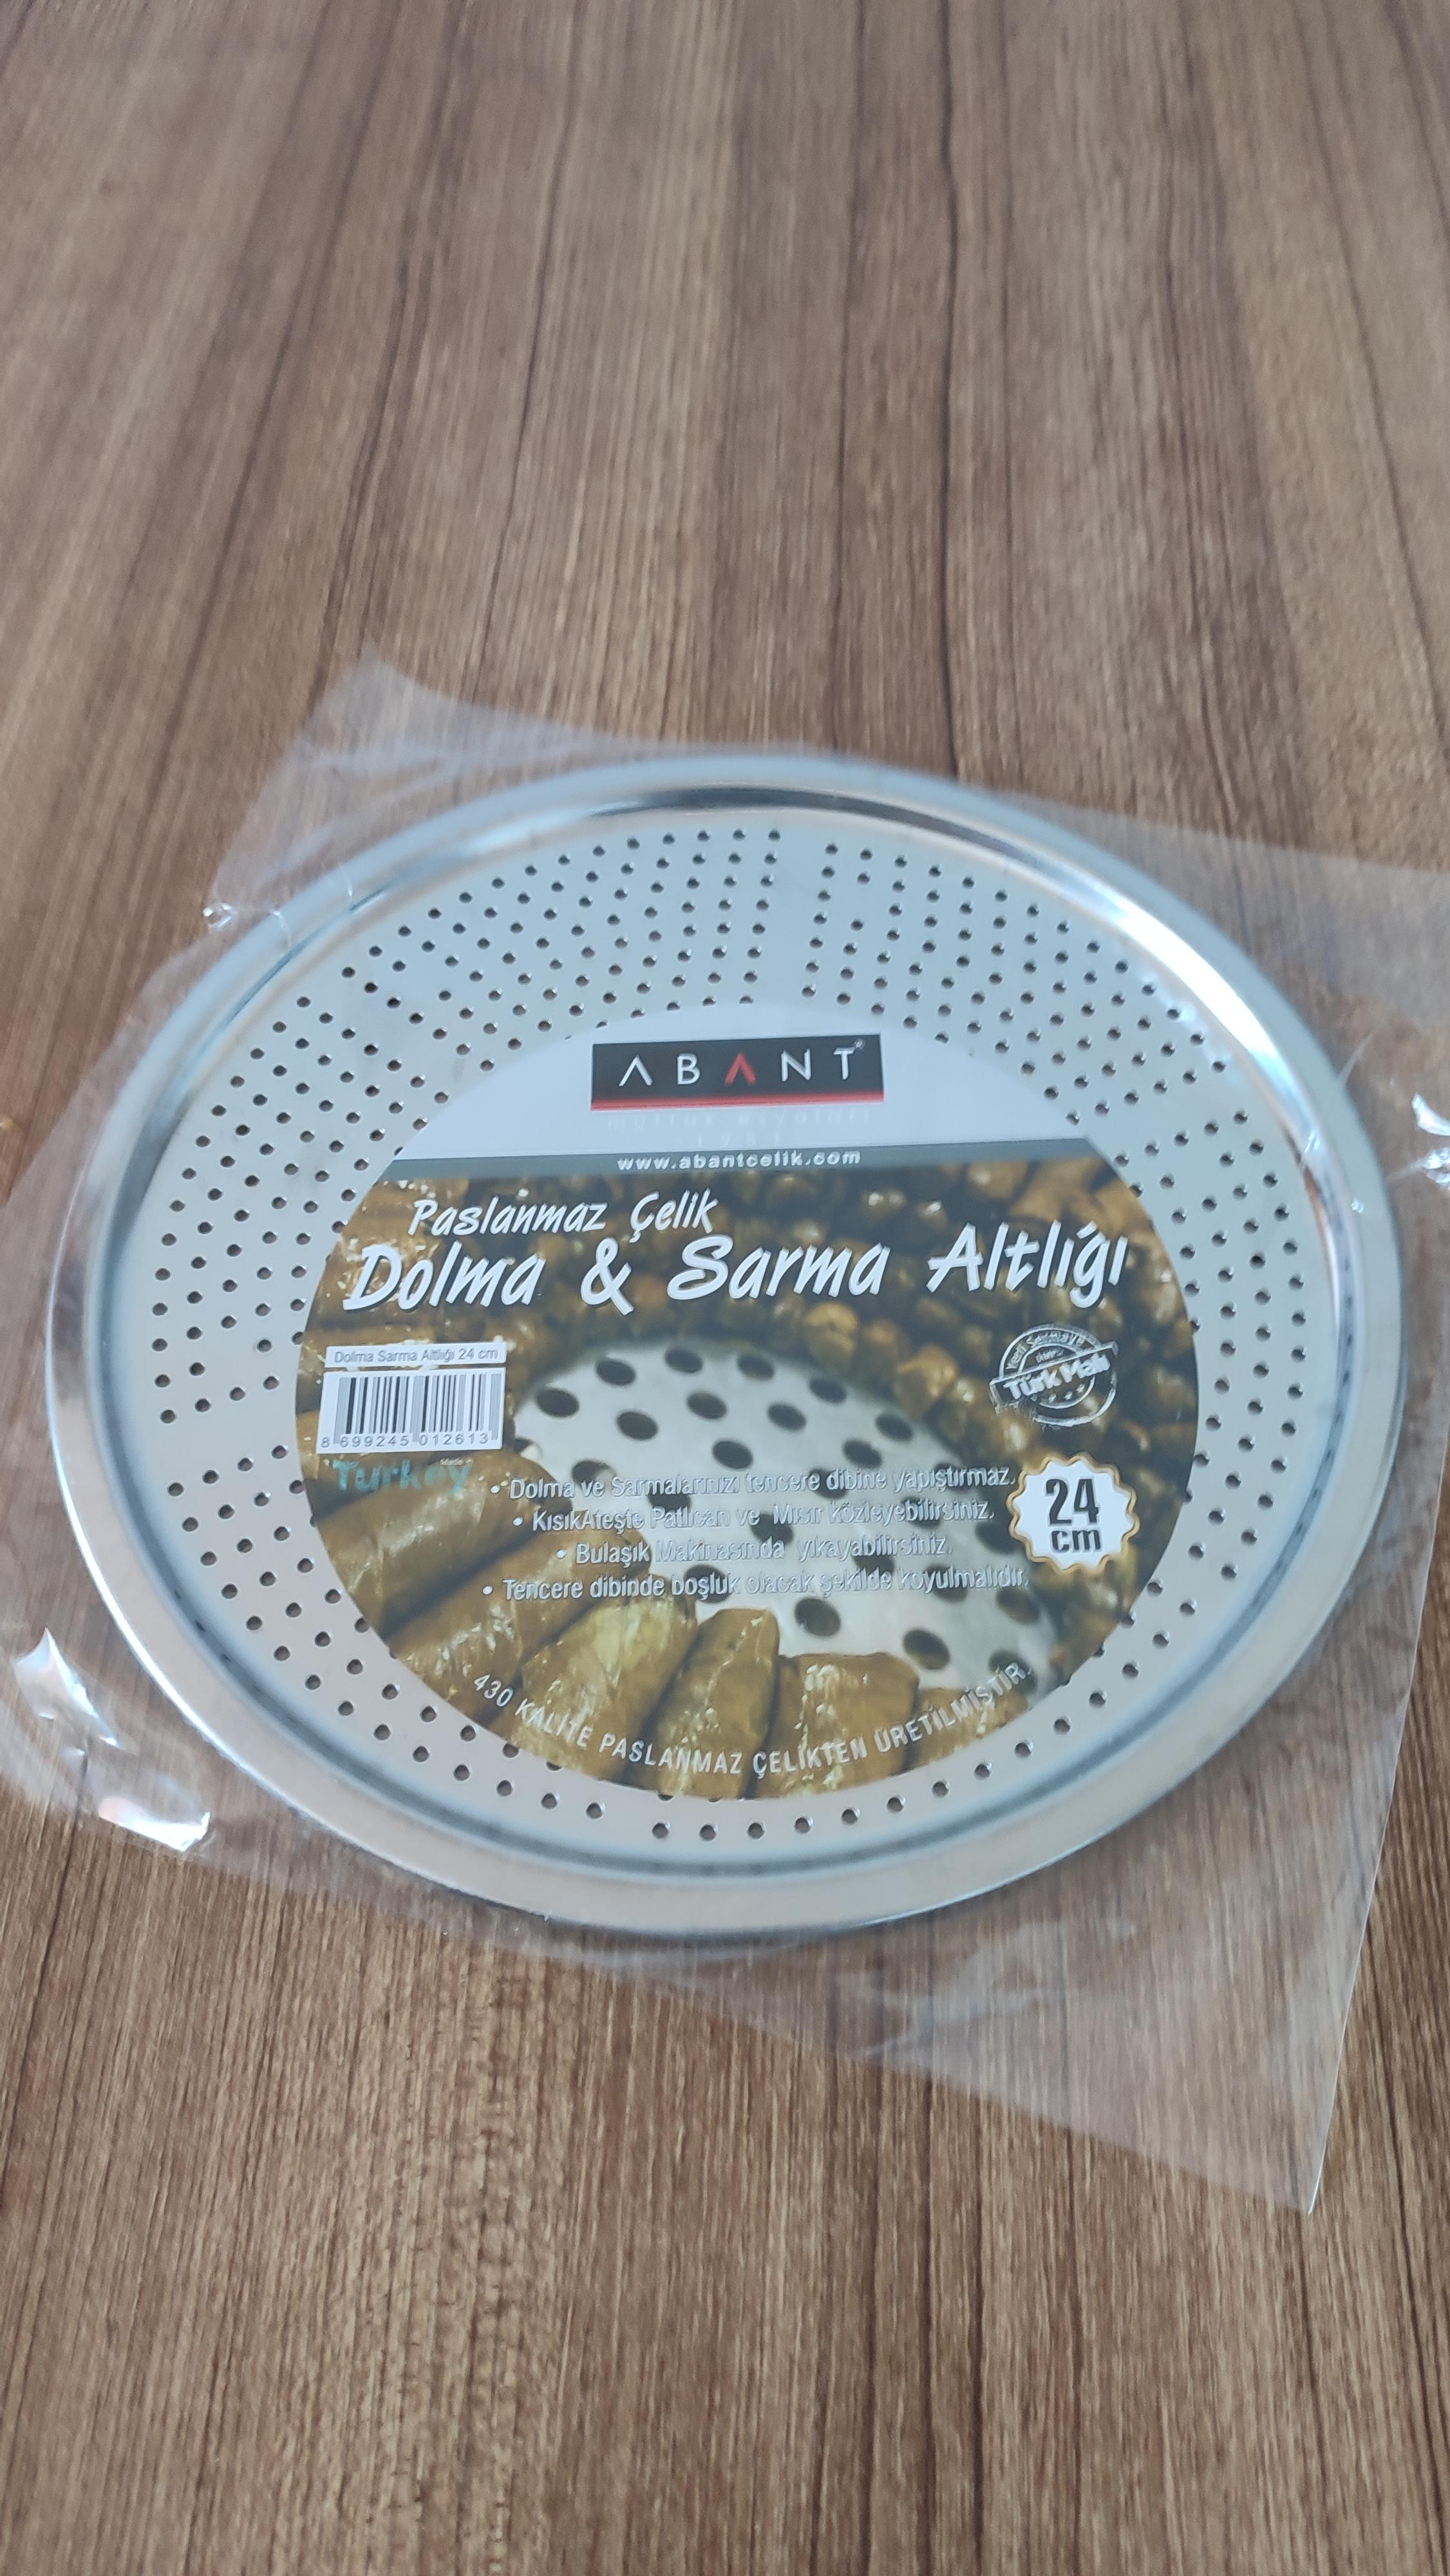 ABANT®
mutfak eşyaları
www.abantcelik.com
Paslanmaz Çelik
Dolma & Sarma Altlığı
Dolma Sarma Altlığı 24 cm
8 699245 012613
Türk Malı
Turkey
• Dolma ve Sarmalarınızı tencere dibine yapıştırmaz.
• KısıkAteşte Patlıcan ve Mısır közleyebilirsiniz.
• Bulaşık Makinasında yıkayabilirsiniz.
• Tencere dibinde boşluk olacak şekilde koyulmalıdır.
24
cm
430 KALİTE PASLANMAZ ÇELİKTEN ÜRETİLMİŞTİR.